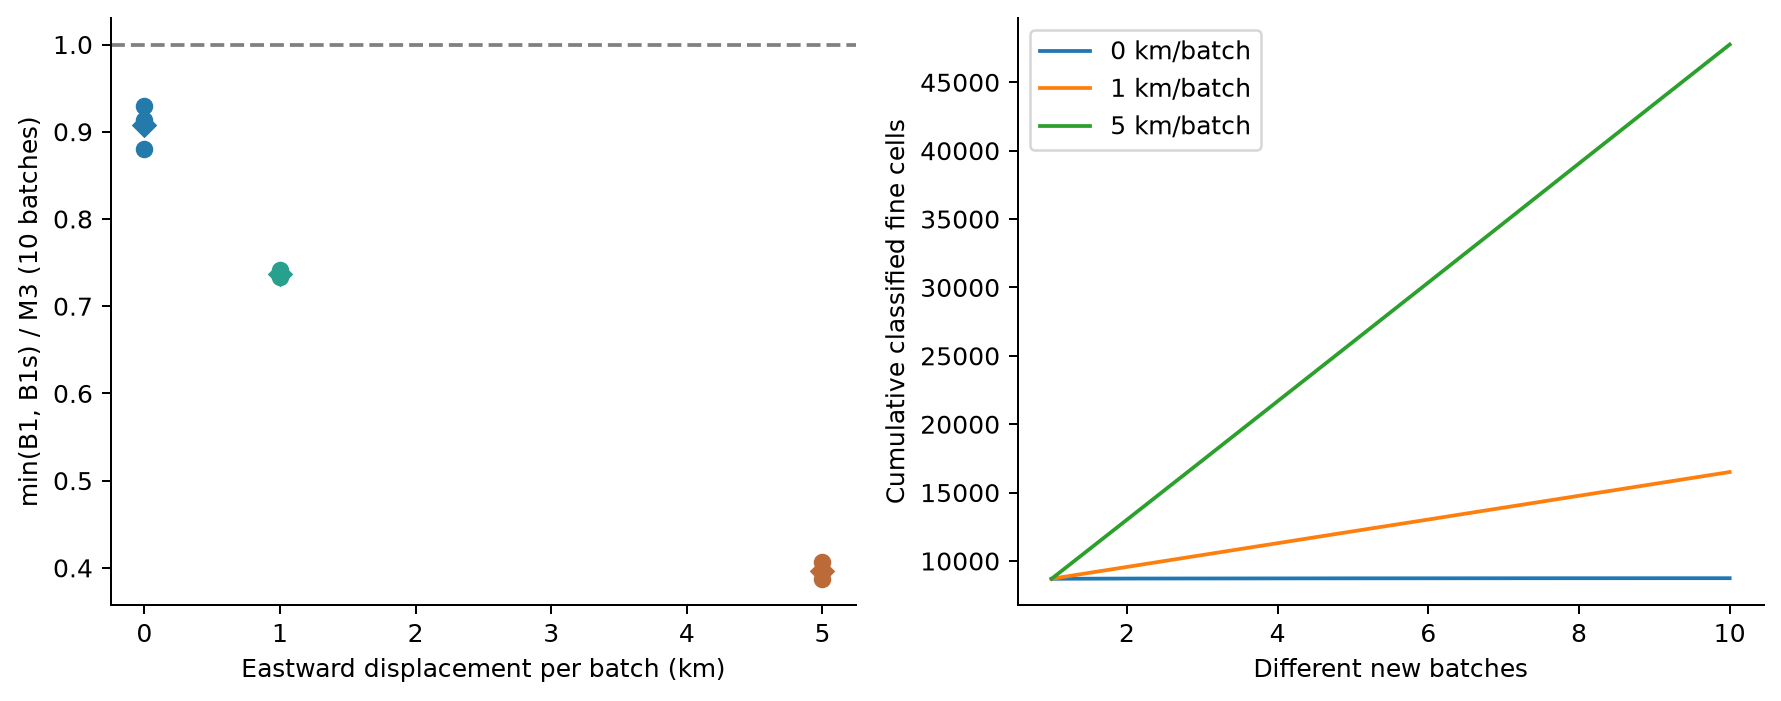 min(B1, B1s) / M3 (10 batches)
1.0
0.9
0.8
0.7
0.6
0.5
0.4
0 1 2 3 4 5
Eastward displacement per batch (km)
Cumulative classified fine cells
45000
40000
35000
30000
25000
20000
15000
10000
0 km/batch
1 km/batch
5 km/batch
2 4 6 8 10
Different new batches